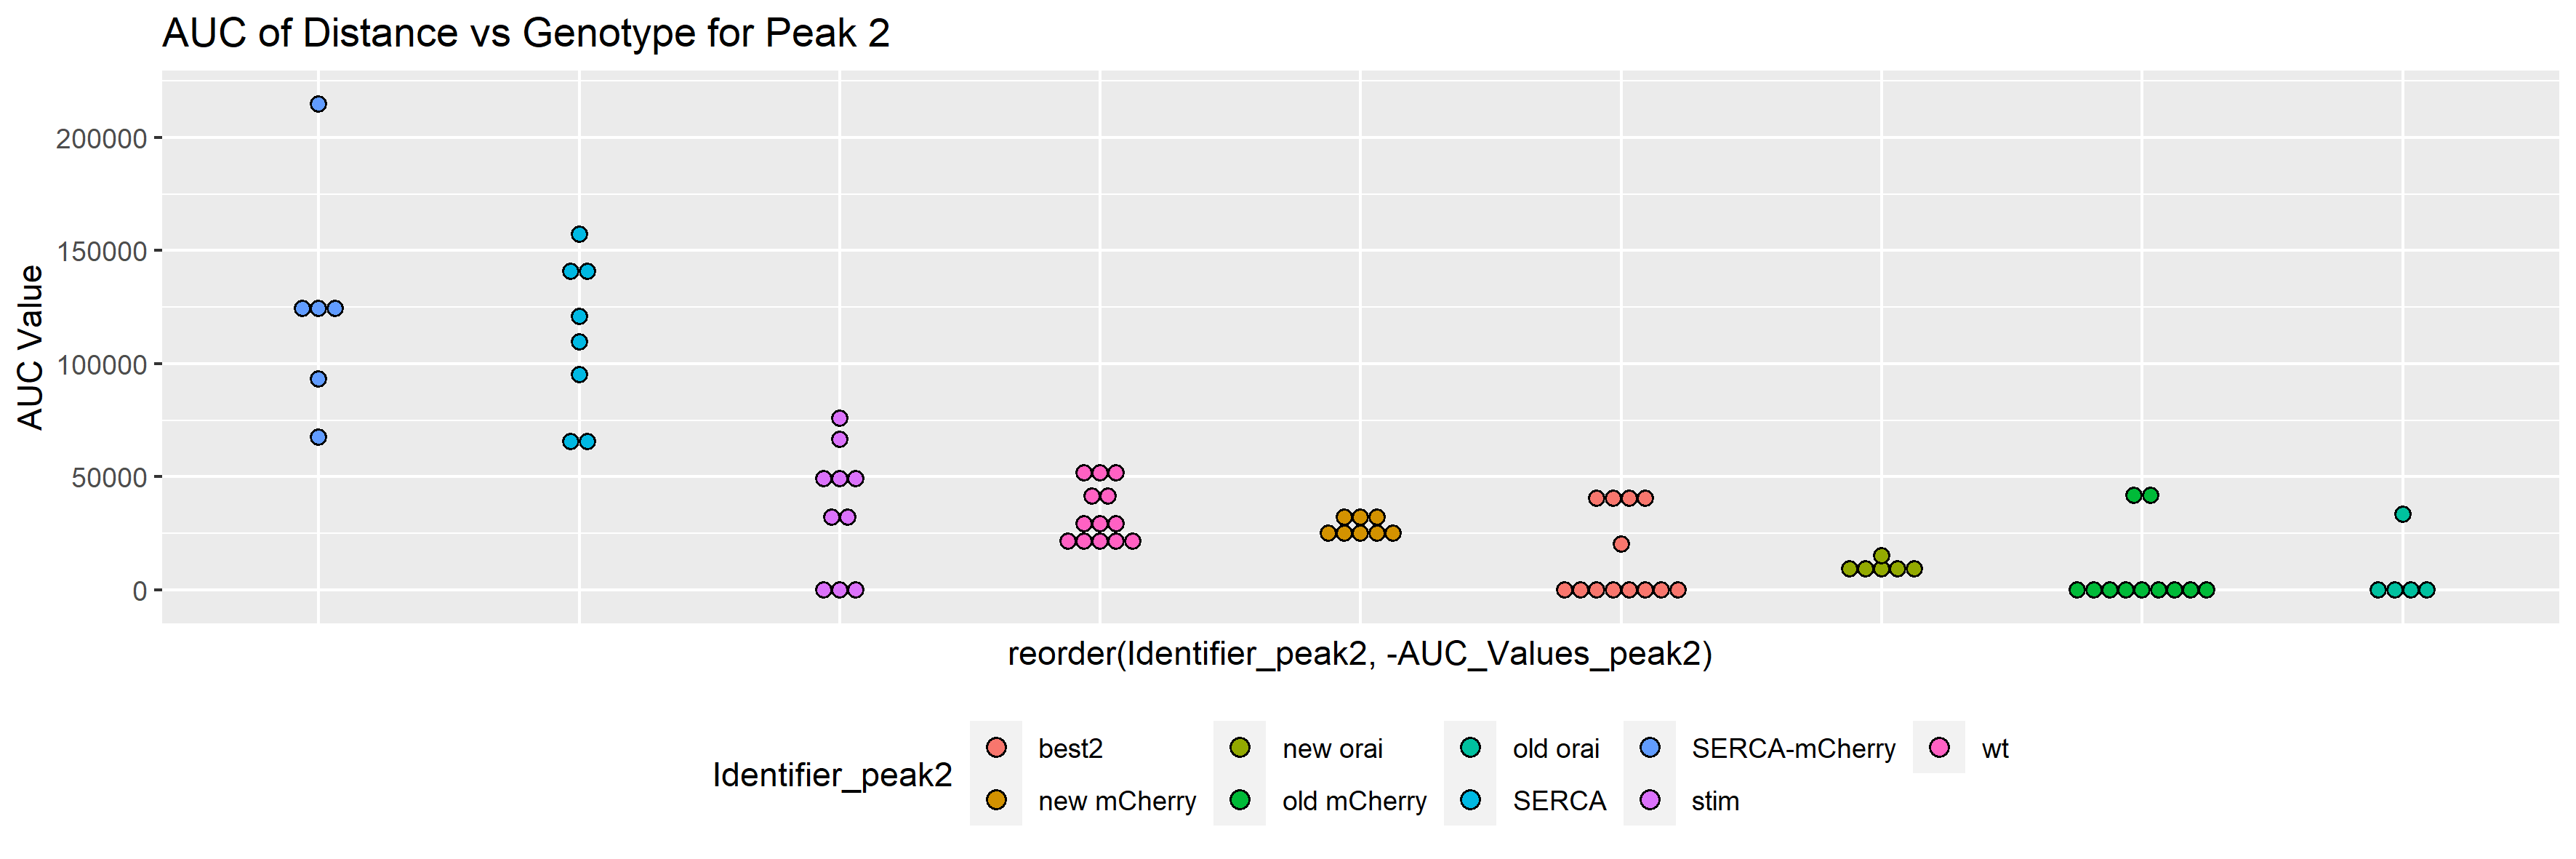 AUC of Distance vs Genotype for Peak 2
AUC Value
200000
150000
100000
50000
0
reorder(Identifier_peak2, -AUC_Values_peak2)
Identifier_peak2
best2
new orai
old orai
SERCA-mCherry
wt
new mCherry
old mCherry
SERCA
stim